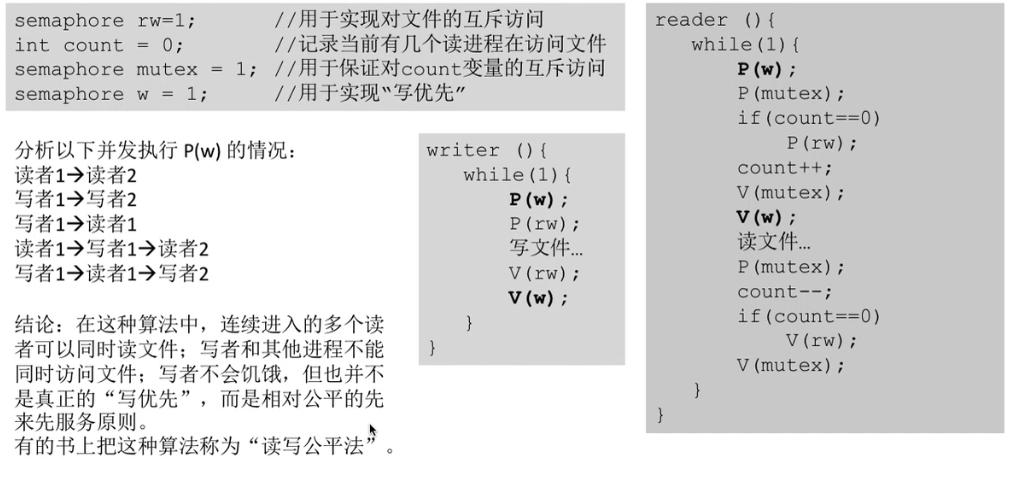 semaphore rw=1;        //用于实现对文件的互斥访问
int count = 0;         //记录当前有几个读进程在访问文件
semaphore mutex = 1;   //用于保证对count变量的互斥访问
semaphore w = 1;       //用于实现“写优先”
分析以下并发执行 P(w) 的情况：
读者1→读者2
写者1→写者2
写者1→读者1
读者1→写者1→读者2
写者1→读者1→写者2
结论：在这种算法中，连续进入的多个读
者可以同时读文件；写者和其他进程不能
同时访问文件；写者不会饥饿，但也并不
是真正的“写优先”，而是相对公平的先
来先服务原则。
有的书上把这种算法称为“读写公平法”。
writer (){
    while(1){
        P(w);
        P(rw);
        写文件…
        V(rw);
        V(w);
    }
}
reader (){
    while(1){
        P(w);
        P(mutex);
        if(count==0)
            P(rw);
        count++;
        V(mutex);
        V(w);
        读文件…
        P(mutex);
        count--;
        if(count==0)
            V(rw);
        V(mutex);
    }
}